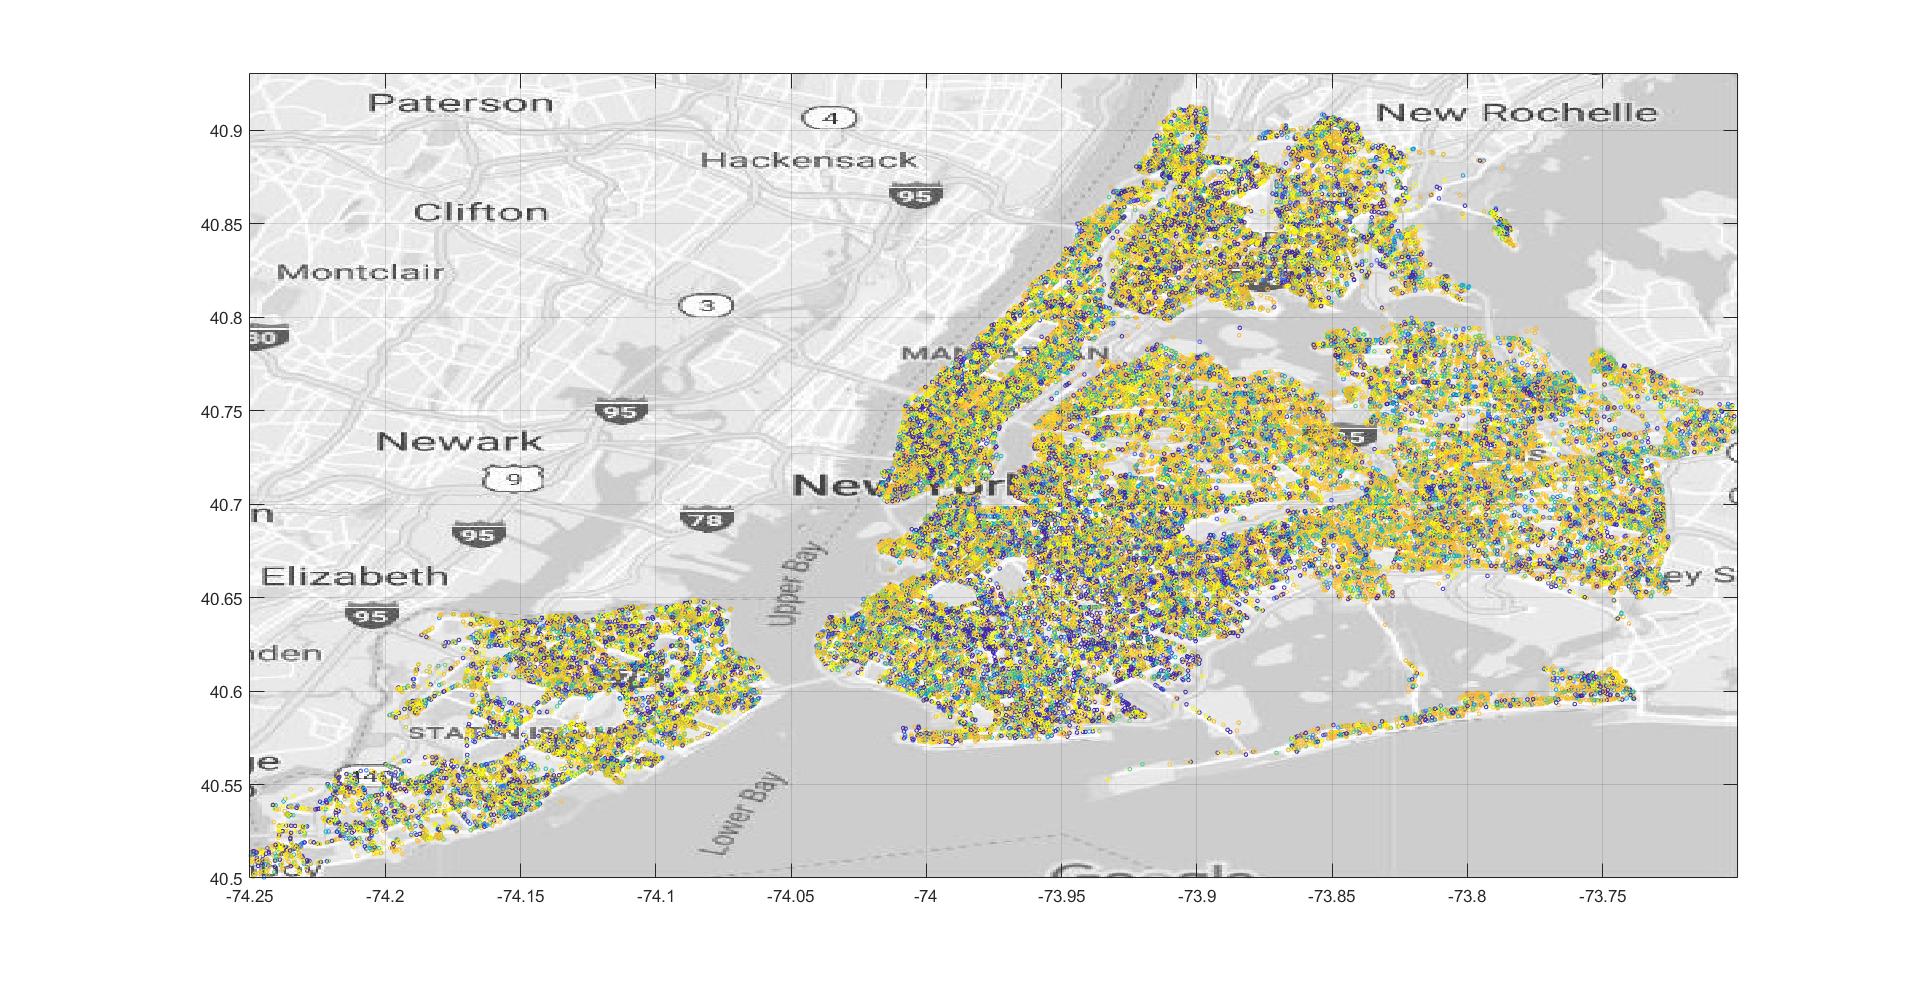 Paterson
New Rochelle
4
40.9
Hackensack
95
Clifton
40.85
Montclair
3
40.8
MANHATTAN
40.75
95
Newark
9
New York
40.7
n
78
95
Upper Bay
Elizabeth
ey S
40.65
95
nden
40.6
STATEN ISLAND
40.55
Lower Bay
40.5
Google
-74.25
-74.2
-74.15
-74.1
-74.05
-74
-73.95
-73.9
-73.85
-73.8
-73.75